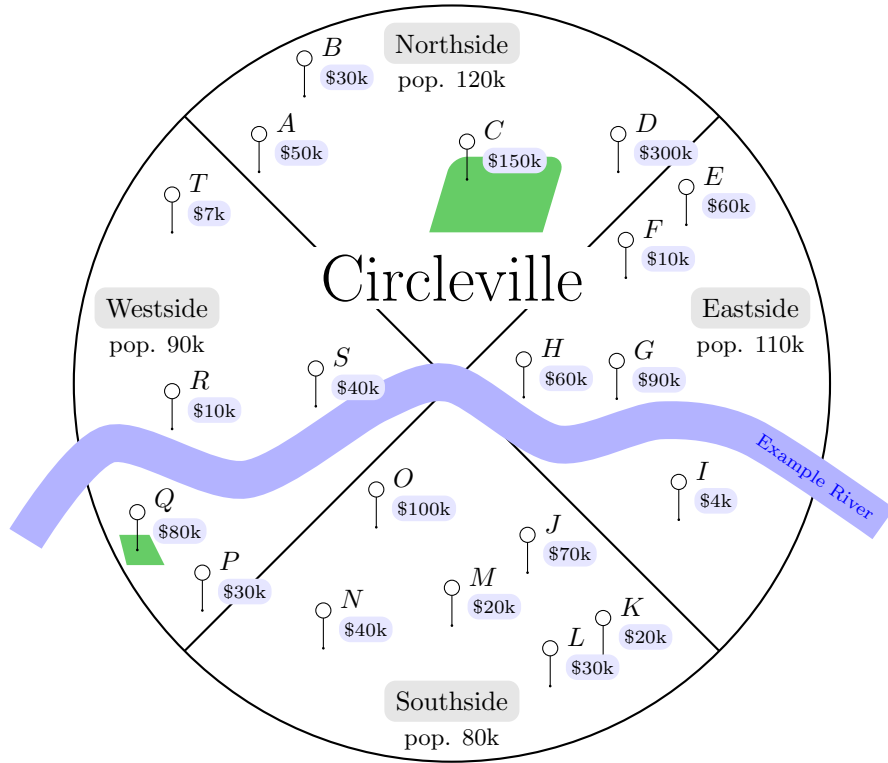 B
$30k
Northside
pop. 120k
A
$50k
C
$150k
D
$300k
T
$7k
E
$60k
F
$10k
Circleville
Westside
pop. 90k
Eastside
pop. 110k
S
$40k
H
$60k
G
$90k
R
$10k
Example River
Q
$80k
O
$100k
I
$4k
J
$70k
P
$30k
N
$40k
M
$20k
K
$20k
L
$30k
Southside
pop. 80k